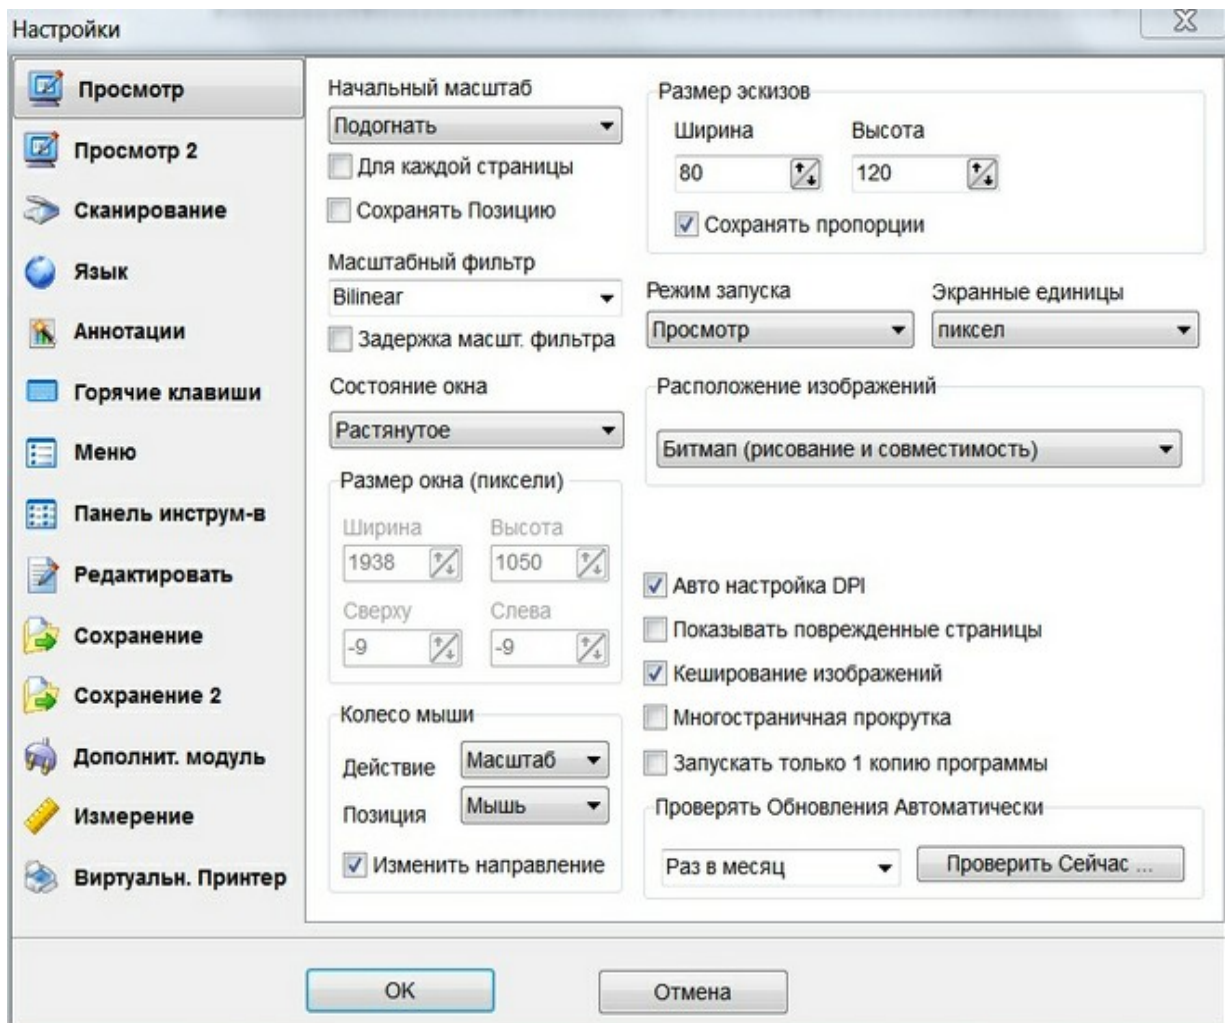 Настройки
Просмотр
Просмотр 2
Сканирование
Язык
Аннотации
Горячие клавиши
Меню
Панель инструм-в
Редактировать
Сохранение
Сохранение 2
Дополнит. модуль
Измерение
Виртуальн. Принтер
Начальный масштаб
Подогнать
Для каждой страницы
Сохранять Позицию
Масштабный фильтр
Bilinear
Задержка масшт. фильтра
Состояние окна
Растянутое
Размер окна (пиксели)
Ширина Высота
1938 1050
Сверху Слева
-9 -9
Колесо мыши
Действие Масштаб
Позиция Мышь
Изменить направление
Размер эскизов
Ширина Высота
80 120
Сохранять пропорции
Режим запуска Экранные единицы
Просмотр пиксел
Расположение изображений
Битмап (рисование и совместимость)
Авто настройка DPI
Показывать поврежденные страницы
Кеширование изображений
Многостраничная прокрутка
Запускать только 1 копию программы
Проверять Обновления Автоматически
Раз в месяц Проверить Сейчас ...
OK Отмена